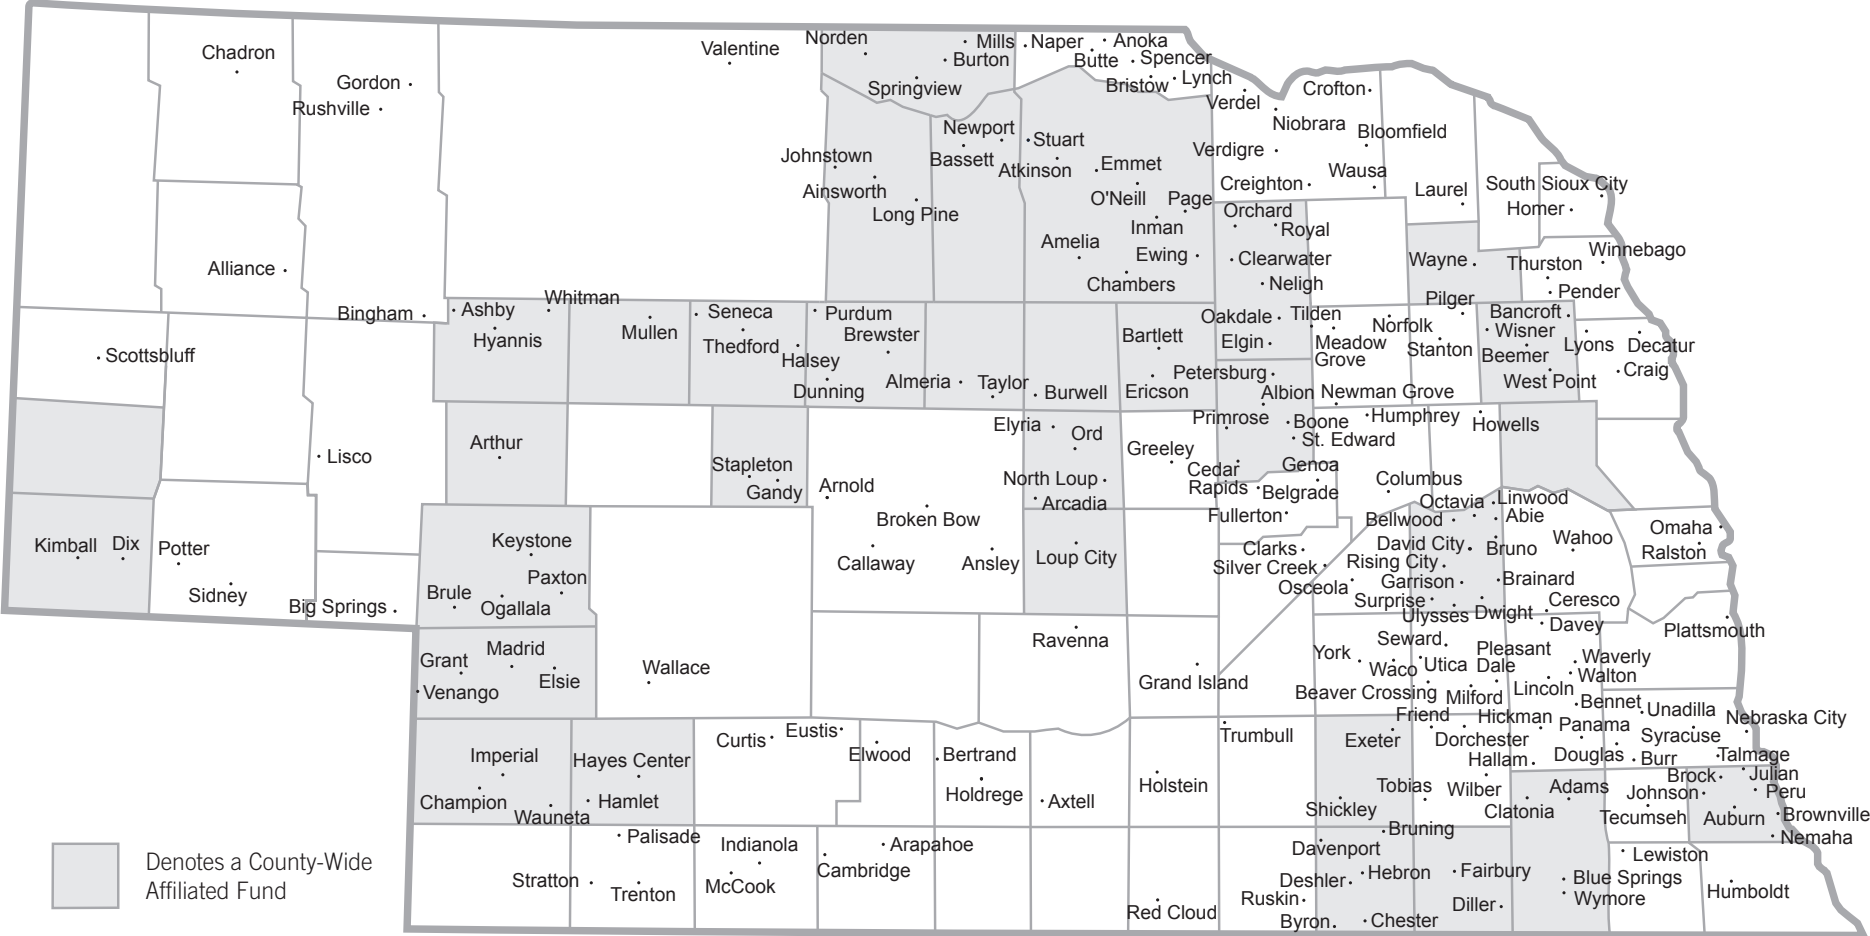 Chadron
Gordon
Rushville
Alliance
Bingham
Scottsbluff
Lisco
Kimball
Dix
Potter
Sidney
Big Springs
Valentine
Norden
Mills
Burton
Springview
Naper
Butte
Anoka
Spencer
Bristow
Lynch
Johnstown
Ainsworth
Long Pine
Newport
Bassett
Stuart
Atkinson
Emmet
O'Neill
Page
Inman
Amelia
Ewing
Chambers
Verdel
Crofton
Niobrara
Bloomfield
Verdigre
Wausa
Creighton
Laurel
South Sioux City
Homer
Orchard
Royal
Clearwater
Neligh
Wayne
Thurston
Winnebago
Pender
Ashby
Whitman
Hyannis
Mullen
Seneca
Thedford
Halsey
Purdum
Brewster
Dunning
Almeria
Taylor
Burwell
Bartlett
Ericson
Oakdale
Elgin
Tilden
Meadow
Grove
Norfolk
Stanton
Pilger
Bancroft
Wisner
Beemer
West Point
Lyons
Decatur
Craig
Petersburg
Albion
Newman Grove
Primrose
Boone
St. Edward
Humphrey
Howells
Arthur
Stapleton
Gandy
Arnold
Broken Bow
Callaway
Ansley
Elyria
Ord
North Loup
Arcadia
Greeley
Cedar
Rapids
Genoa
Belgrade
Fullerton
Columbus
Loup City
Keystone
Paxton
Brule
Ogallala
Clarks
Silver Creek
Osceola
Octavia
Linwood
Bellwood
Abie
David City
Bruno
Rising City
Garrison
Brainard
Surprise
Ulysses
Dwight
Wahoo
Ceresco
Davey
Omaha
Ralston
Plattsmouth
Grant
Madrid
Elsie
Venango
Wallace
Ravenna
Grand Island
York
Waco
Seward
Utica
Pleasant
Dale
Beaver Crossing
Milford
Lincoln
Waverly
Walton
Bennet
Unadilla
Nebraska City
Friend
Hickman
Panama
Syracuse
Dorchester
Hallam
Douglas
Burr
Talmage
Imperial
Champion
Wauneta
Hayes Center
Hamlet
Curtis
Eustis
Elwood
Bertrand
Holdrege
Axtell
Holstein
Trumbull
Exeter
Shickley
Tobias
Wilber
Clatonia
Adams
Brock
Julian
Johnson
Peru
Tecumseh
Auburn
Brownville
Nemaha
Palisade
Stratton
Trenton
Indianola
McCook
Cambridge
Arapahoe
Red Cloud
Bruning
Davenport
Deshler
Hebron
Ruskin
Byron
Chester
Fairbury
Diller
Blue Springs
Wymore
Lewiston
Humboldt
Denotes a County-Wide
Affiliated Fund